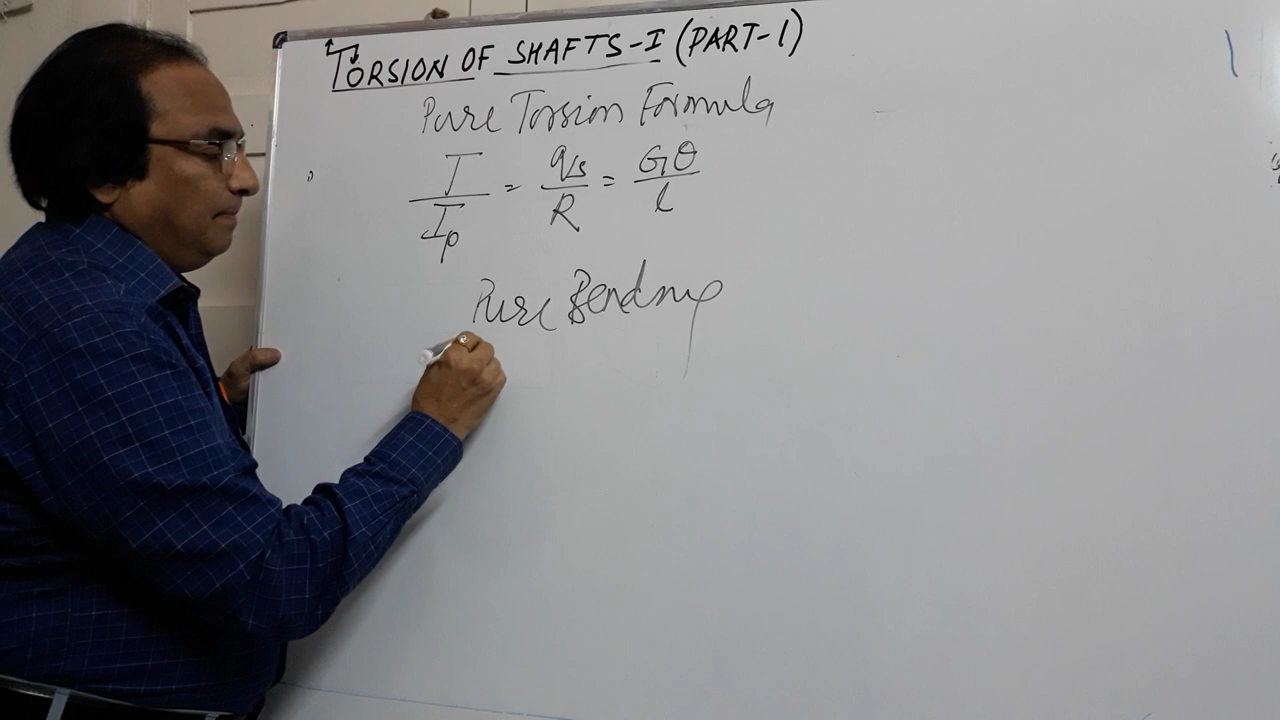 TORSION OF SHAFTS-I (PART-1)
Pure Torsion Formula
T/Ip = qs/R = Gθ/l
Pure Bending